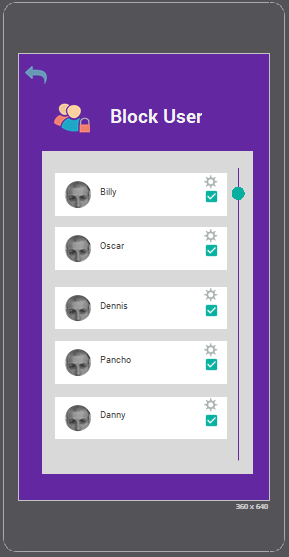 Block User
Billy
Oscar
Dennis
Pancho
Danny
360 x 640